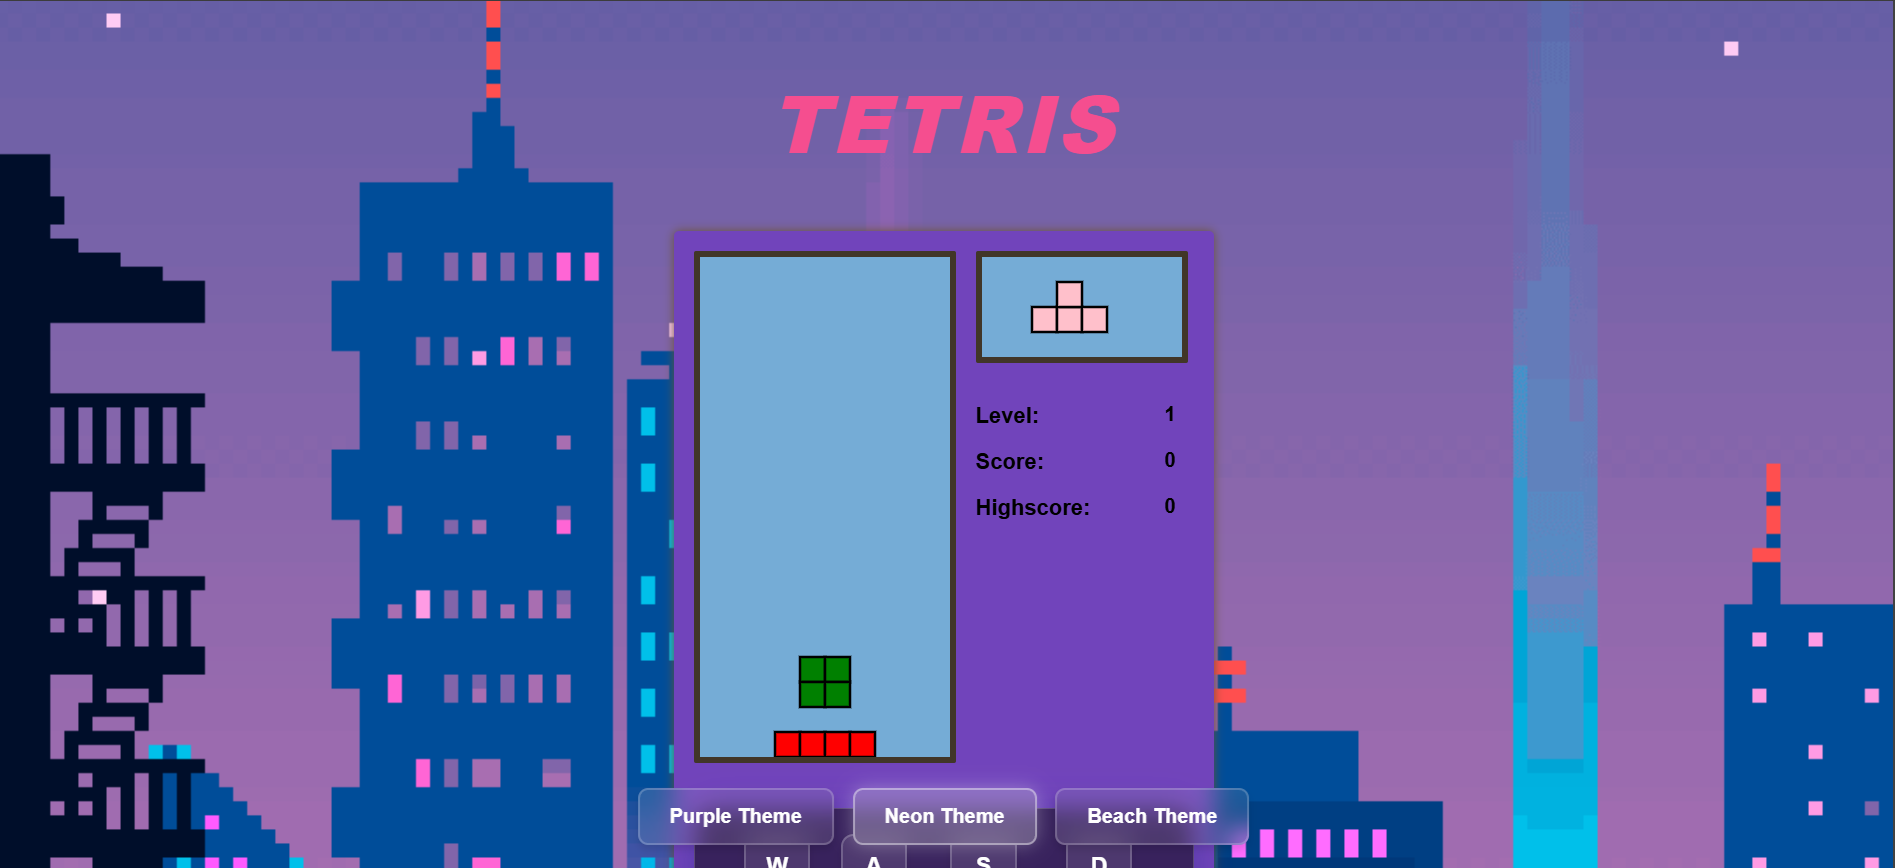 TETRIS
Level: 1
Score: 0
Highscore: 0
Purple Theme Neon Theme Beach Theme
W A S D